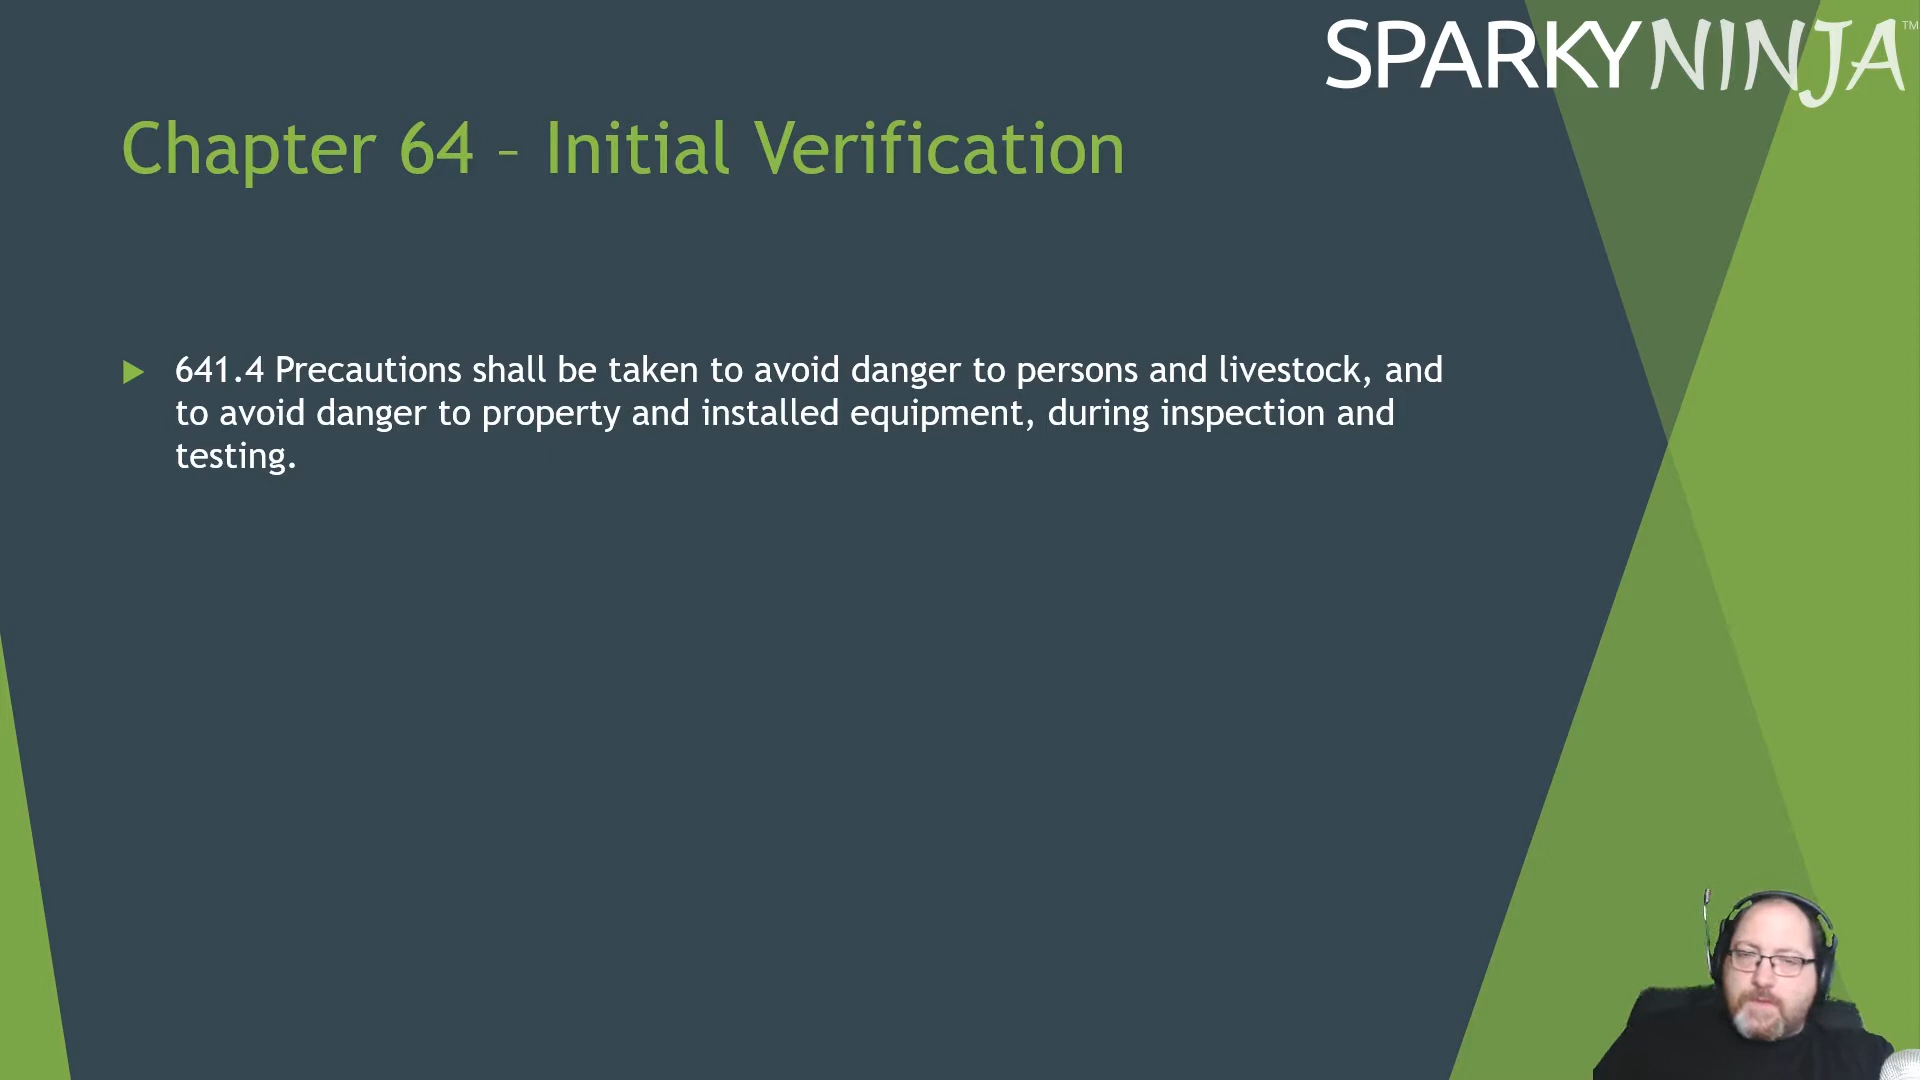 SPARKYNINJA™
Chapter 64 – Initial Verification
641.4 Precautions shall be taken to avoid danger to persons and livestock, and
to avoid danger to property and installed equipment, during inspection and
testing.